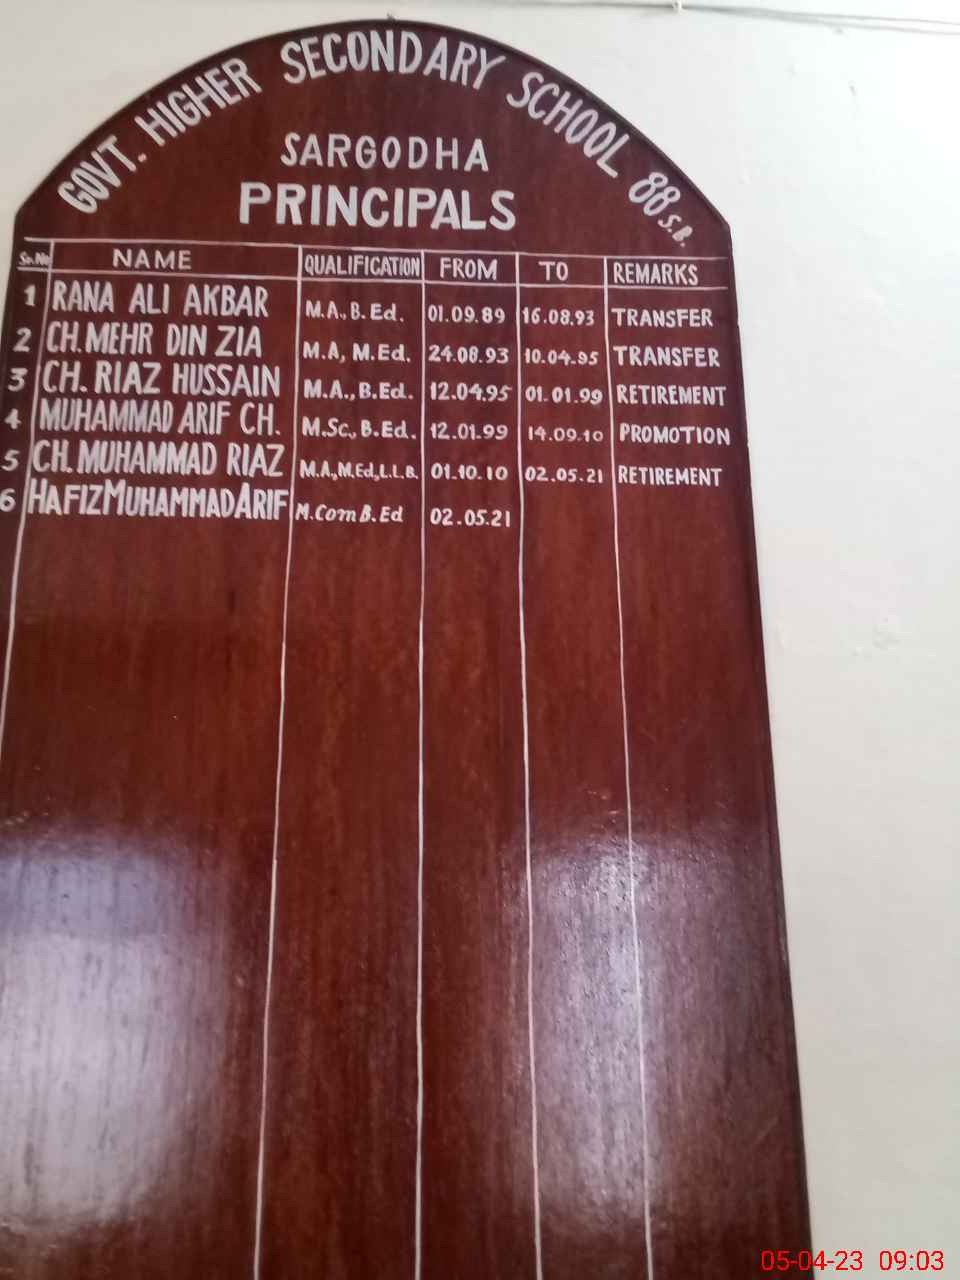 GOVT. HIGHER SECONDARY SCHOOL 88 S.B.
SARGODHA
PRINCIPALS
Sr.No NAME QUALIFICATION FROM TO REMARKS
1 RANA ALI AKBAR M.A., B.Ed. 01.09.89 16.08.93 TRANSFER
2 CH. MEHR DIN ZIA M.A, M.Ed. 24.08.93 10.04.95 TRANSFER
3 CH. RIAZ HUSSAIN M.A., B.Ed. 12.04.95 01.01.99 RETIREMENT
4 MUHAMMAD ARIF CH. M.Sc., B.Ed. 12.01.99 14.09.10 PROMOTION
5 CH. MUHAMMAD RIAZ M.A., M.Ed., L.L.B. 01.10.10 02.05.21 RETIREMENT
6 HAFIZ MUHAMMAD ARIF M.Com B.Ed 02.05.21
05-04-23 09:03